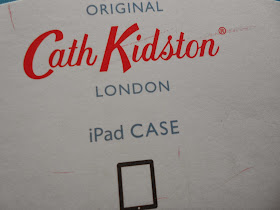 ORIGINAL
Cath Kidston®
LONDON
iPad CASE